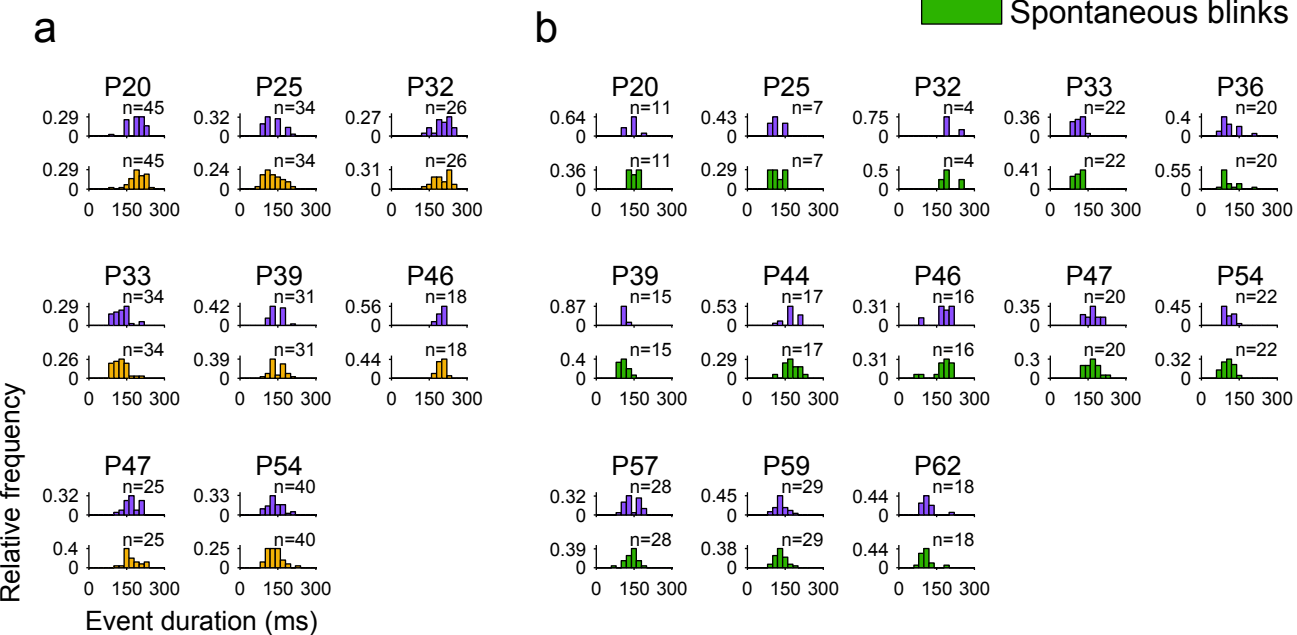 Spontaneous blinks
a
b
P20 P25 P32 P20 P25 P32 P33 P36
n=45 n=34 n=26 n=11 n=7 n=4 n=22 n=20
0.29 0.32 0.27 0.64 0.43 0.75 0.36 0.4
0 0 0 0 0 0 0 0
n=45 n=34 n=26 n=11 n=7 n=4 n=22 n=20
0.29 0.24 0.31 0.36 0.29 0.5 0.41 0.55
0 0 0 0 0 0 0 0
0 150 300 0 150 300 0 150 300 0 150 300 0 150 300 0 150 300 0 150 300 0 150 300
P33 P39 P46 P39 P44 P46 P47 P54
n=34 n=31 n=18 n=15 n=17 n=16 n=20 n=22
0.29 0.42 0.56 0.87 0.53 0.31 0.35 0.45
0 0 0 0 0 0 0 0
n=34 n=31 n=18 n=15 n=17 n=16 n=20 n=22
0.26 0.39 0.44 0.4 0.29 0.31 0.3 0.32
0 0 0 0 0 0 0 0
0 150 300 0 150 300 0 150 300 0 150 300 0 150 300 0 150 300 0 150 300 0 150 300
P47 P54 P57 P59 P62
n=25 n=40 n=28 n=29 n=18
0.32 0.33 0.32 0.45 0.44
0 0 0 0 0
n=25 n=40 n=28 n=29 n=18
0.4 0.25 0.39 0.38 0.44
0 0 0 0 0
0 150 300 0 150 300 0 150 300 0 150 300 0 150 300
Relative frequency
Event duration (ms)